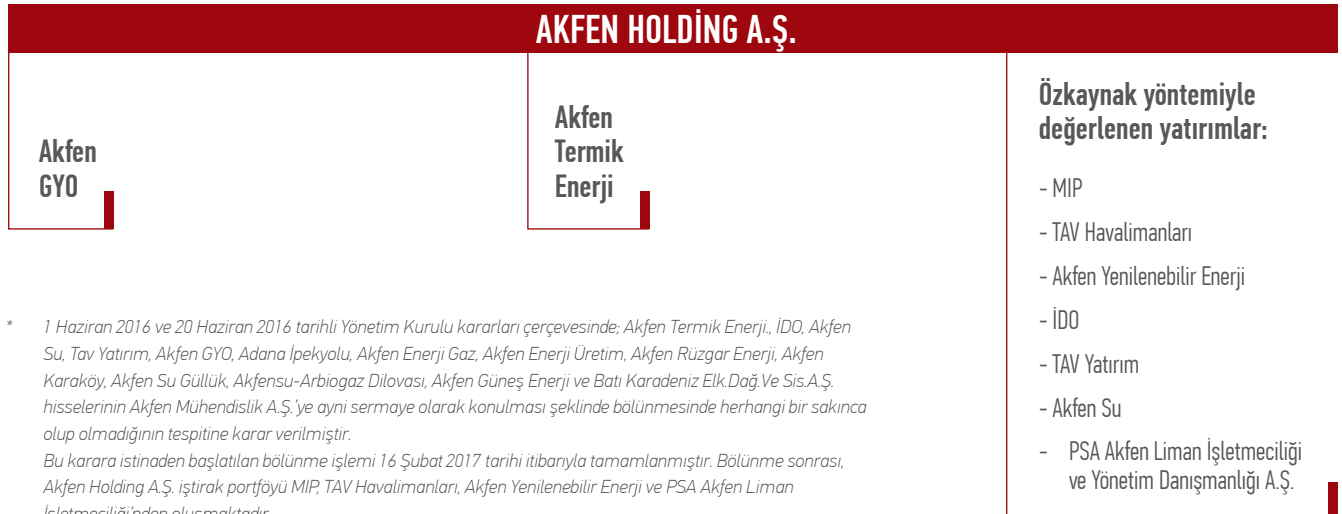 AKFEN HOLDİNG A.Ş.
Akfen
GYO
Akfen
Termik
Enerji
Özkaynak yöntemiyle
değerlenen yatırımlar:
- MIP
- TAV Havalimanları
- Akfen Yenilenebilir Enerji
- İDO
- TAV Yatırım
- Akfen Su
- PSA Akfen Liman İşletmeciliği
ve Yönetim Danışmanlığı A.Ş.
* 1 Haziran 2016 ve 20 Haziran 2016 tarihli Yönetim Kurulu kararları çerçevesinde; Akfen Termik Enerji., İDO, Akfen
Su, Tav Yatırım, Akfen GYO, Adana İpekyolu, Akfen Enerji Gaz, Akfen Enerji Üretim, Akfen Rüzgar Enerji, Akfen
Karaköy, Akfen Su Güllük, Akfensu-Arbiogaz Dilovası, Akfen Güneş Enerji ve Batı Karadeniz Elk.Dağ.Ve Sis.A.Ş.
hisselerinin Akfen Mühendislik A.Ş.'ye ayni sermaye olarak konulması şeklinde bölünmesinde herhangi bir sakınca
olup olmadığının tespitine karar verilmiştir.
Bu karara istinaden başlatılan bölünme işlemi 16 Şubat 2017 tarihi itibarıyla tamamlanmıştır. Bölünme sonrası,
Akfen Holding A.Ş. iştirak portföyü MIP, TAV Havalimanları, Akfen Yenilenebilir Enerji ve PSA Akfen Liman
İşletmeciliği'nden oluşmaktadır.